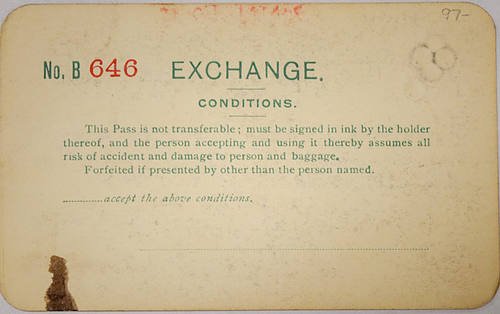 97-
No. B 646 EXCHANGE.
CONDITIONS.
This Pass is not transferable; must be signed in ink by the holder
thereof, and the person accepting and using it thereby assumes all
risk of accident and damage to person and baggage.
Forfeited if presented by other than the person named.
..............accept the above conditions.